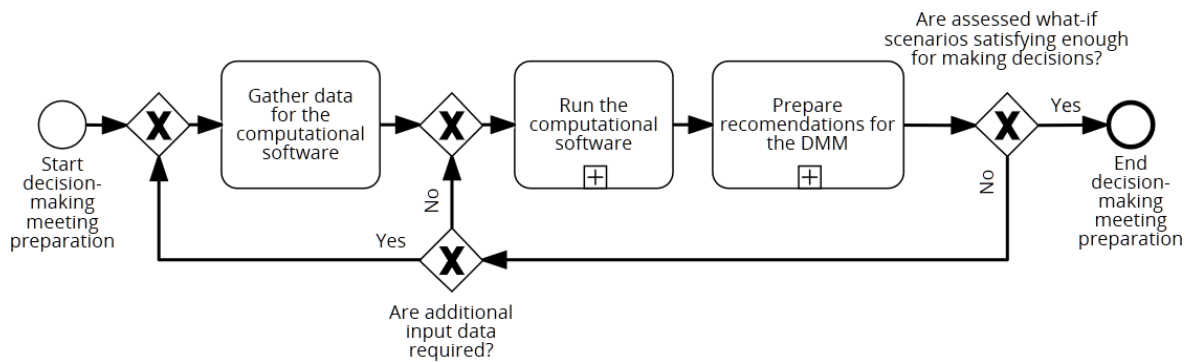 Are assessed what-if
scenarios satisfying enough
for making decisions?
Gather data
for the
computational
software
Run the
computational
software
Prepare
recomendations for
the DMM
Yes
Start
decision-
making
meeting
preparation
No
No
End
decision-
making
meeting
preparation
Yes
Are additional
input data
required?